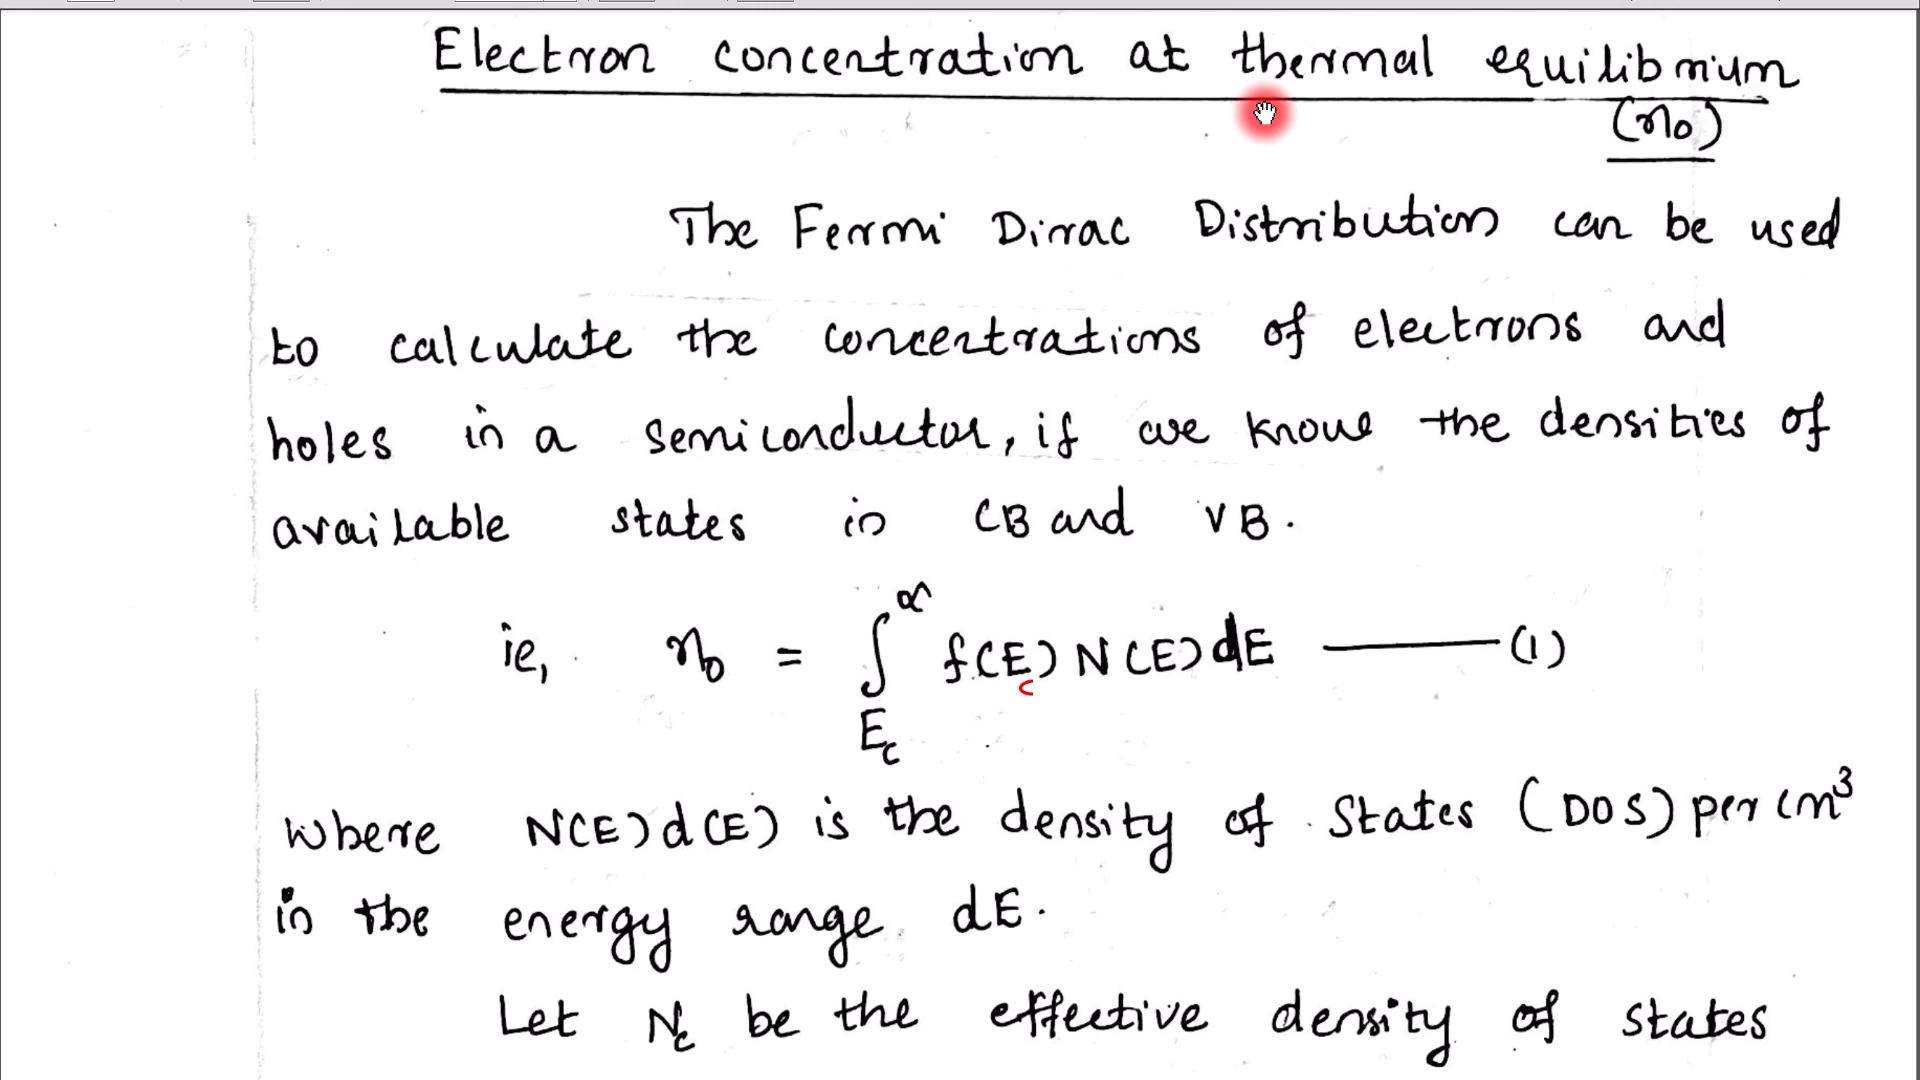 Electron concentration at thermal equilibrium
(n₀)
The Fermi Dirac Distribution can be used
to calculate the concentrations of electrons and
holes in a semiconductor, if we know the densities of
available states in CB and VB.
ie, n₀ = ∫_{E_c}^{∝} f(E) N(E) dE ——— (1)
c
where N(E)d(E) is the density of States (DOS) per cm³
in the energy range dE.
Let N_c be the effective density of states